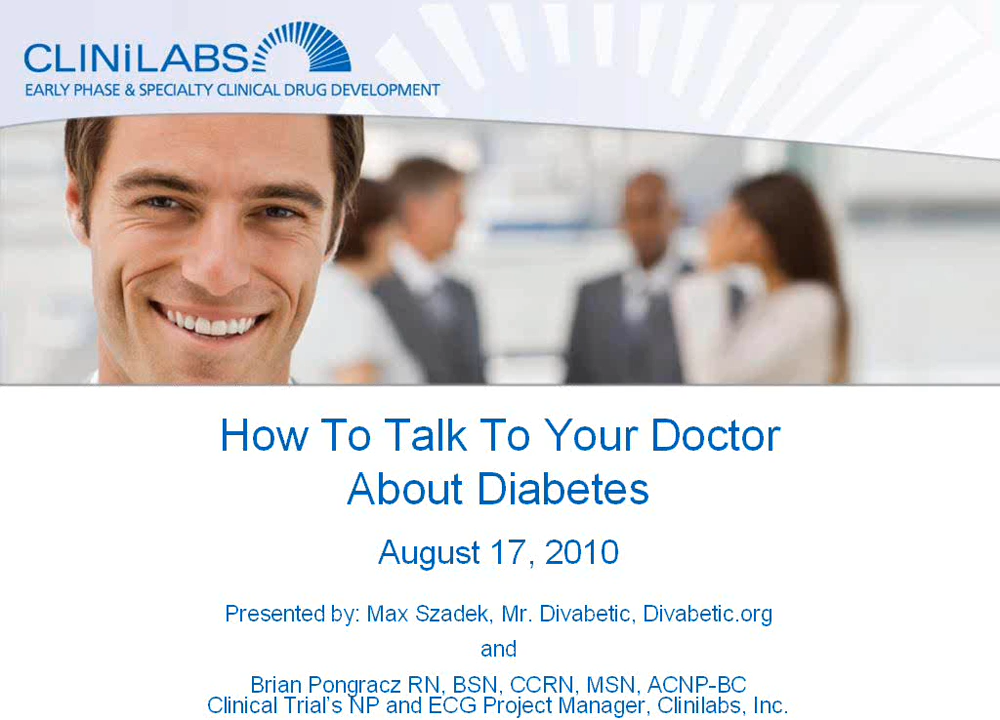 CLINiLABS
EARLY PHASE & SPECIALTY CLINICAL DRUG DEVELOPMENT
How To Talk To Your Doctor
About Diabetes
August 17, 2010
Presented by: Max Szadek, Mr. Divabetic, Divabetic.org
and
Brian Pongracz RN, BSN, CCRN, MSN, ACNP-BC
Clinical Trial's NP and ECG Project Manager, Clinilabs, Inc.